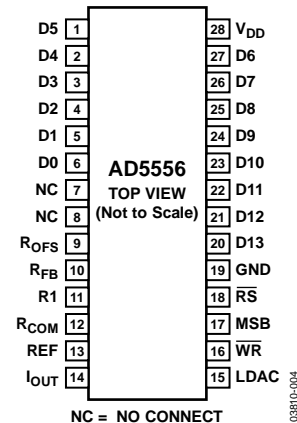 D5 1 28 VDD
D4 2 27 D6
D3 3 26 D7
D2 4 25 D8
D1 5 24 D9
D0 6 23 D10
NC 7 22 D11
NC 8 21 D12
ROFS 9 20 D13
RFB 10 19 GND
R1 11 18 R̅S̅
RCOM 12 17 MSB
REF 13 16 W̅R̅
IOUT 14 15 LDAC
AD5556
TOP VIEW
(Not to Scale)
NC = NO CONNECT
03810-004